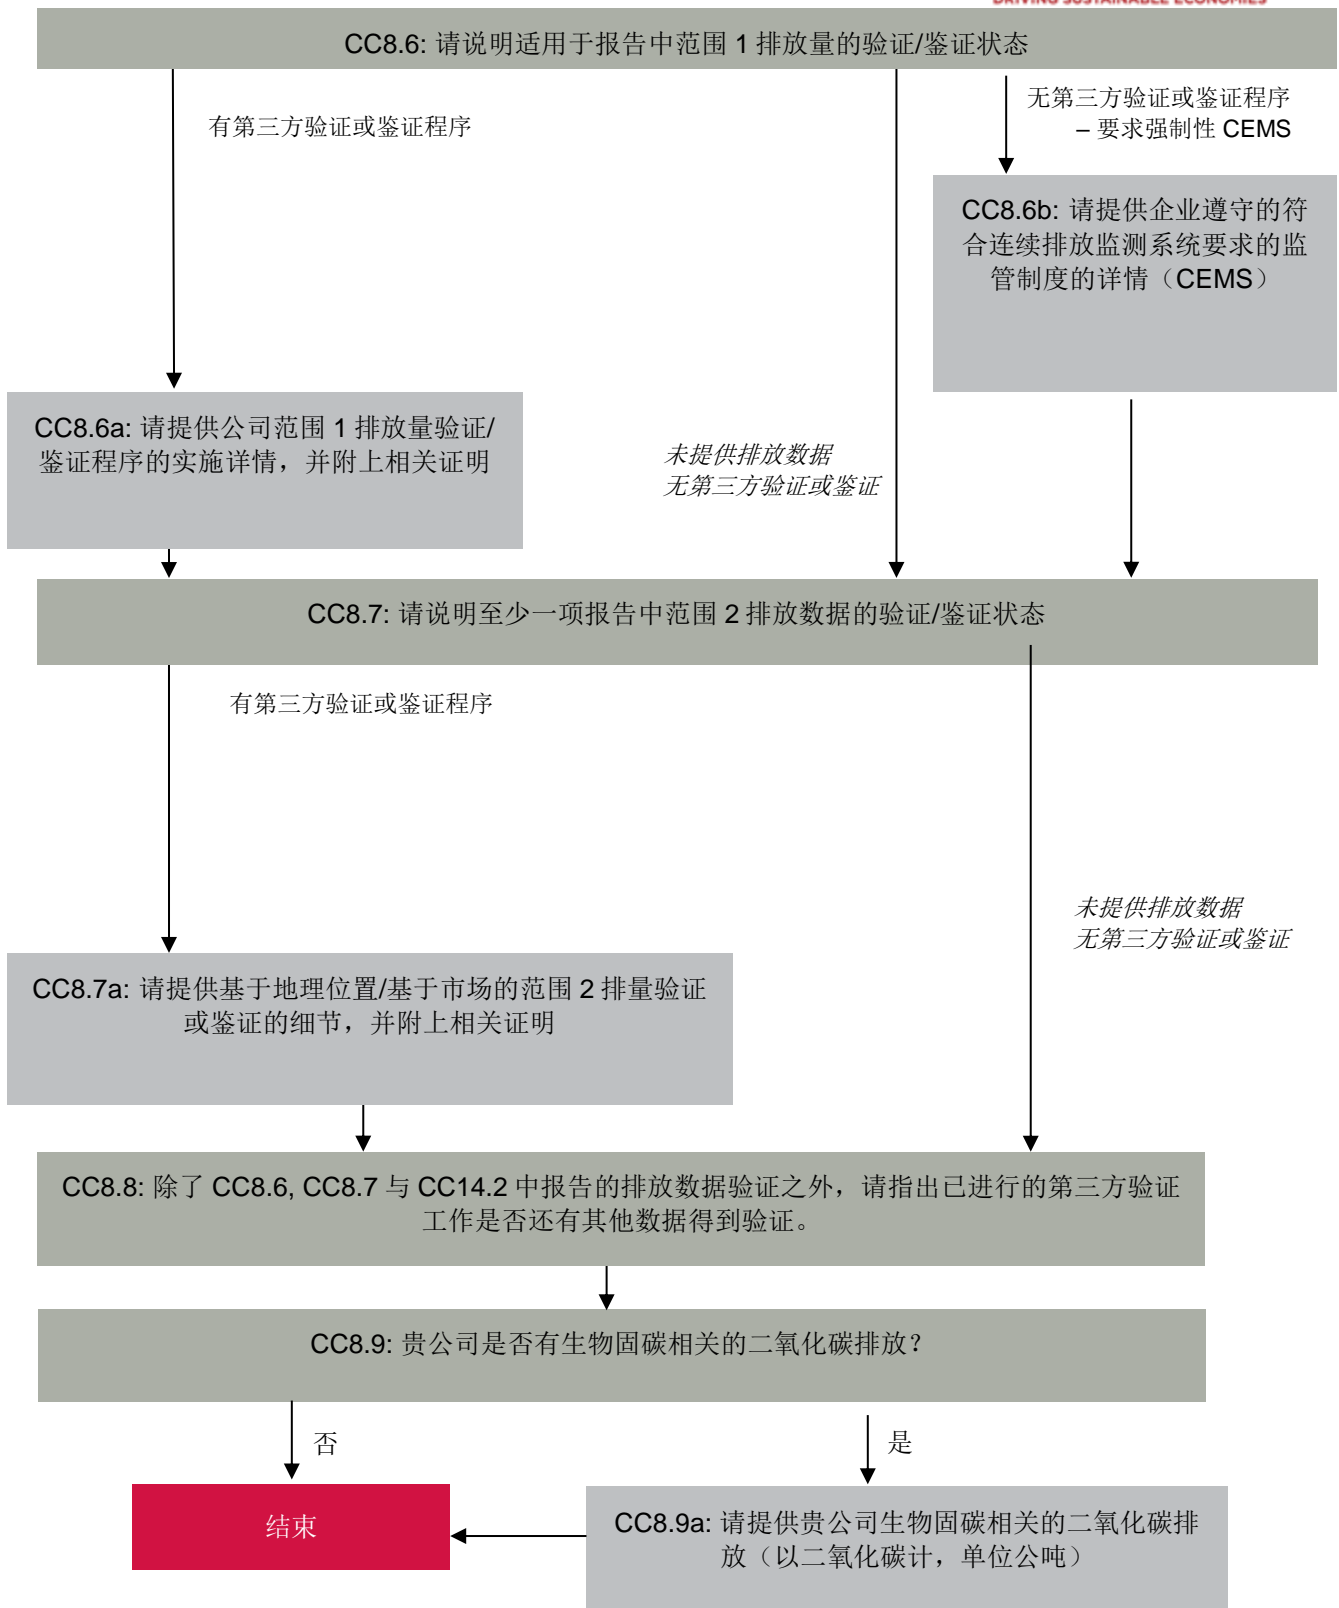 DRIVING SUSTAINABLE ECONOMIES
CC8.6: 请说明适用于报告中范围 1 排放量的验证/鉴证状态
有第三方验证或鉴证程序
无第三方验证或鉴证程序
– 要求强制性 CEMS
CC8.6b: 请提供企业遵守的符
合连续排放监测系统要求的监
管制度的详情（CEMS）
CC8.6a: 请提供公司范围 1 排放量验证/
鉴证程序的实施详情，并附上相关证明
未提供排放数据
无第三方验证或鉴证
CC8.7: 请说明至少一项报告中范围 2 排放数据的验证/鉴证状态
有第三方验证或鉴证程序
未提供排放数据
无第三方验证或鉴证
CC8.7a: 请提供基于地理位置/基于市场的范围 2 排量验证
或鉴证的细节，并附上相关证明
CC8.8: 除了 CC8.6, CC8.7 与 CC14.2 中报告的排放数据验证之外，请指出已进行的第三方验证
工作是否还有其他数据得到验证。
CC8.9: 贵公司是否有生物固碳相关的二氧化碳排放？
否
是
结束
CC8.9a: 请提供贵公司生物固碳相关的二氧化碳排
放（以二氧化碳计，单位公吨）